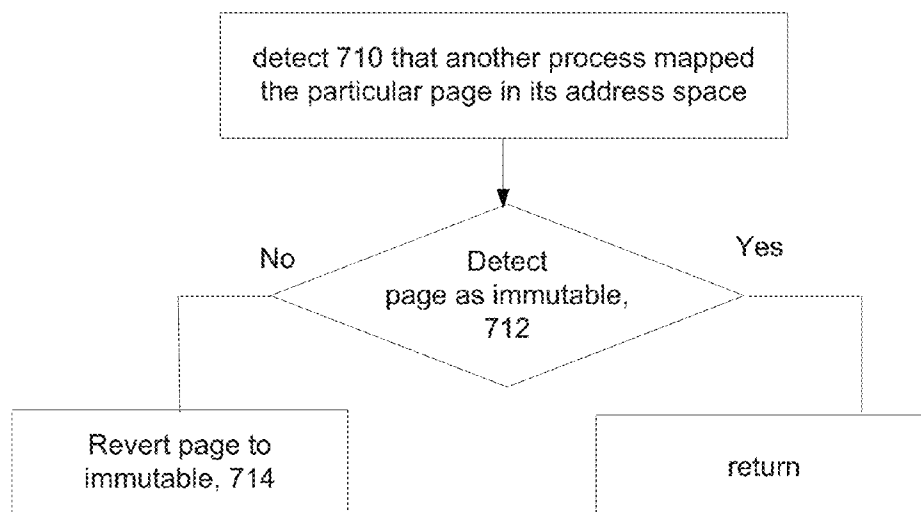 detect 710 that another process mapped
the particular page in its address space
No
Yes
Detect
page as immutable,
712
Revert page to
immutable, 714
return